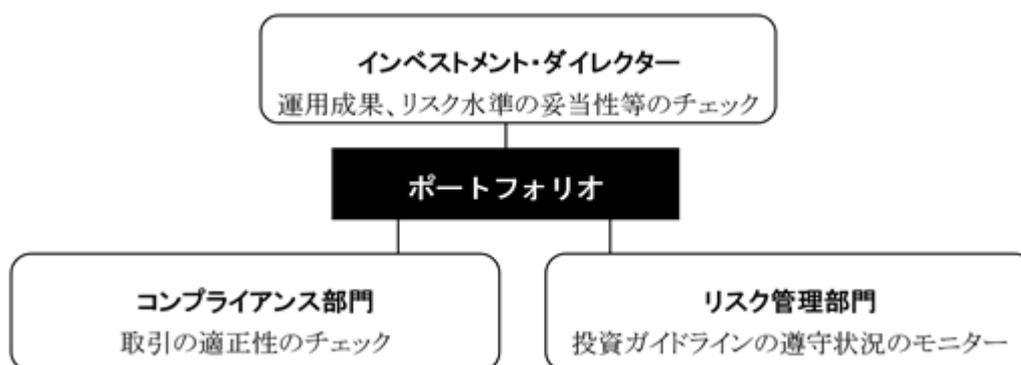 インベストメント・ダイレクター
運用成果、リスク水準の妥当性等のチェック
ポートフォリオ
コンプライアンス部門
取引の適正性のチェック
リスク管理部門
投資ガイドラインの遵守状況のモニター